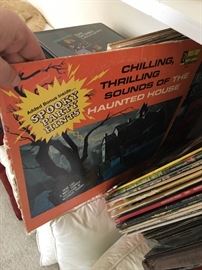 CHILLING,
THRILLING
SOUNDS OF THE
HAUNTED HOUSE
Added Bonus Inside:
SPOOKY
PARTY
HINTS